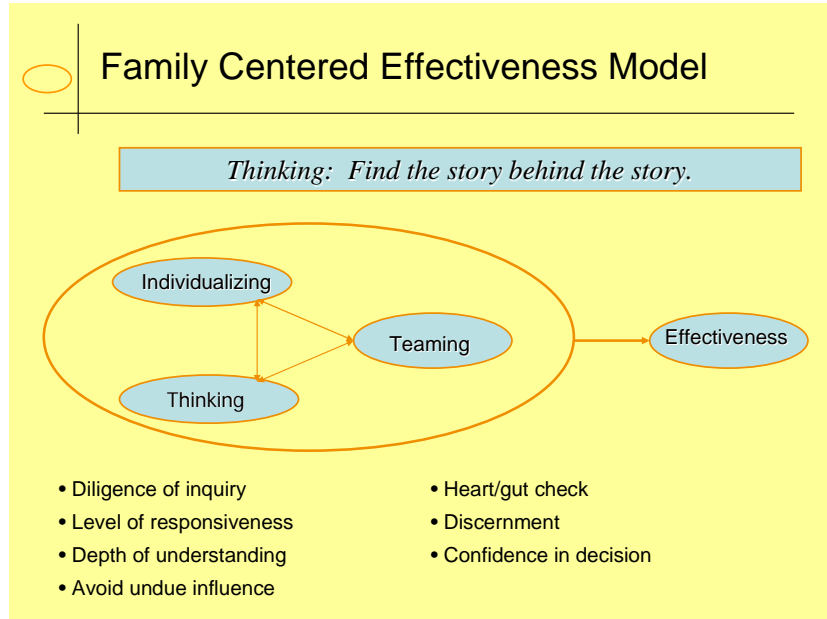 Family Centered Effectiveness Model
Thinking: Find the story behind the story.
Individualizing
Teaming
Effectiveness
Thinking
• Diligence of inquiry
• Level of responsiveness
• Depth of understanding
• Avoid undue influence
• Heart/gut check
• Discernment
• Confidence in decision